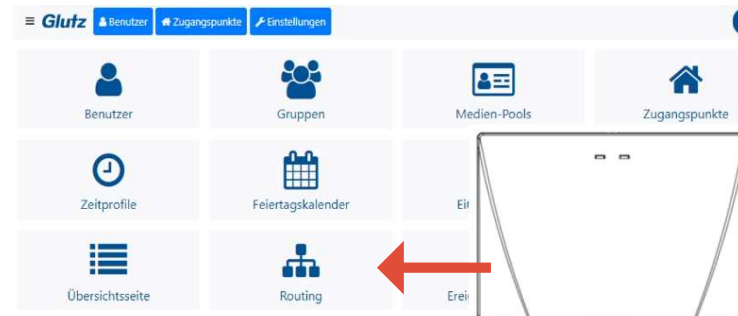 ≡ Glutz Benutzer Zugangspunkte Einstellungen
Benutzer Gruppen Medien-Pools Zugangspunkte
Zeitprofile Feiertagskalender
Übersichtsseite Routing